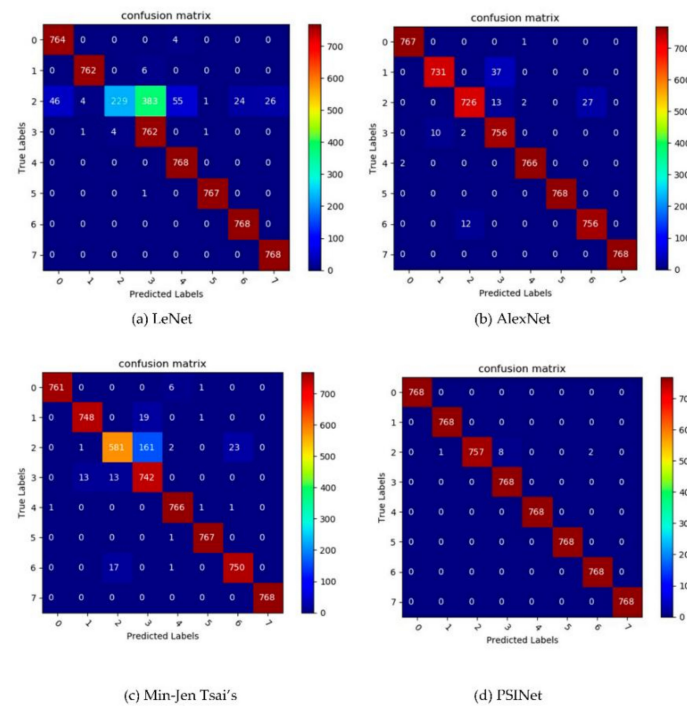 confusion matrix
0 764 0 0 0 4 0 0 0
1 0 762 0 6 0 0 0 0
2 46 4 229 383 55 1 24 26
3 0 1 4 762 0 1 0 0
4 0 0 0 0 768 0 0 0
5 0 0 0 1 0 767 0 0
6 0 0 0 0 0 0 768 0
7 0 0 0 0 0 0 0 768
0 1 2 3 4 5 6 7
True Labels
Predicted Labels
700
600
500
400
300
200
100
0
(a) LeNet
confusion matrix
0 767 0 0 0 1 0 0 0
1 0 731 0 37 0 0 0 0
2 0 0 726 13 2 0 27 0
3 0 10 2 756 0 0 0 0
4 2 0 0 0 766 0 0 0
5 0 0 0 0 0 768 0 0
6 0 0 12 0 0 0 756 0
7 0 0 0 0 0 0 0 768
0 1 2 3 4 5 6 7
True Labels
Predicted Labels
700
600
500
400
300
200
100
0
(b) AlexNet
confusion matrix
0 761 0 0 0 6 1 0 0
1 0 748 0 19 0 1 0 0
2 0 1 581 161 2 0 23 0
3 0 13 13 742 0 0 0 0
4 1 0 0 0 766 1 1 0
5 0 0 0 0 1 767 0 0
6 0 0 17 0 1 0 750 0
7 0 0 0 0 0 0 0 768
0 1 2 3 4 5 6 7
True Labels
Predicted Labels
700
600
500
400
300
200
100
0
(c) Min-Jen Tsai's
confusion matrix
0 768 0 0 0 0 0 0 0
1 0 768 0 0 0 0 0 0
2 0 1 757 8 0 0 2 0
3 0 0 0 768 0 0 0 0
4 0 0 0 0 768 0 0 0
5 0 0 0 0 0 768 0 0
6 0 0 0 0 0 0 768 0
7 0 0 0 0 0 0 0 768
0 1 2 3 4 5 6 7
True Labels
Predicted Labels
(d) PSINet